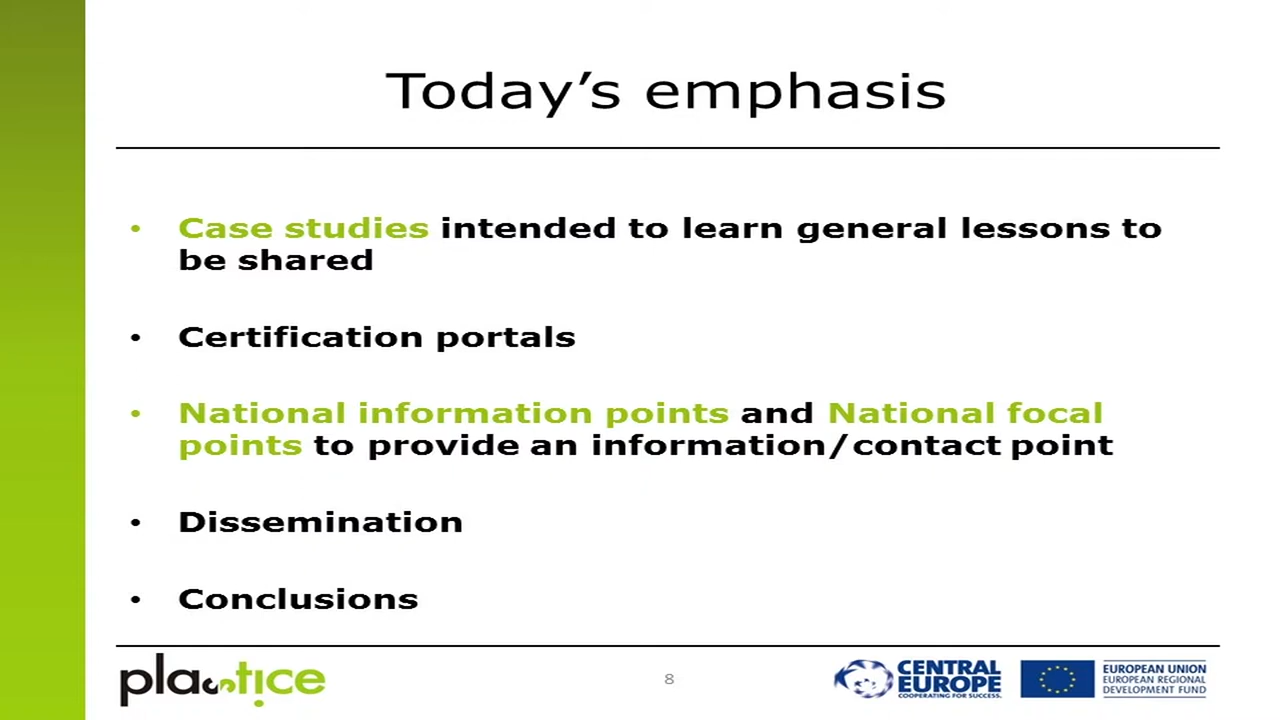 Today’s emphasis
• Case studies intended to learn general lessons to
be shared
• Certification portals
• National information points and National focal
points to provide an information/contact point
• Dissemination
• Conclusions
plastice
8
CENTRAL
EUROPE
COOPERATING FOR SUCCESS.
EUROPEAN UNION
EUROPEAN REGIONAL
DEVELOPMENT FUND